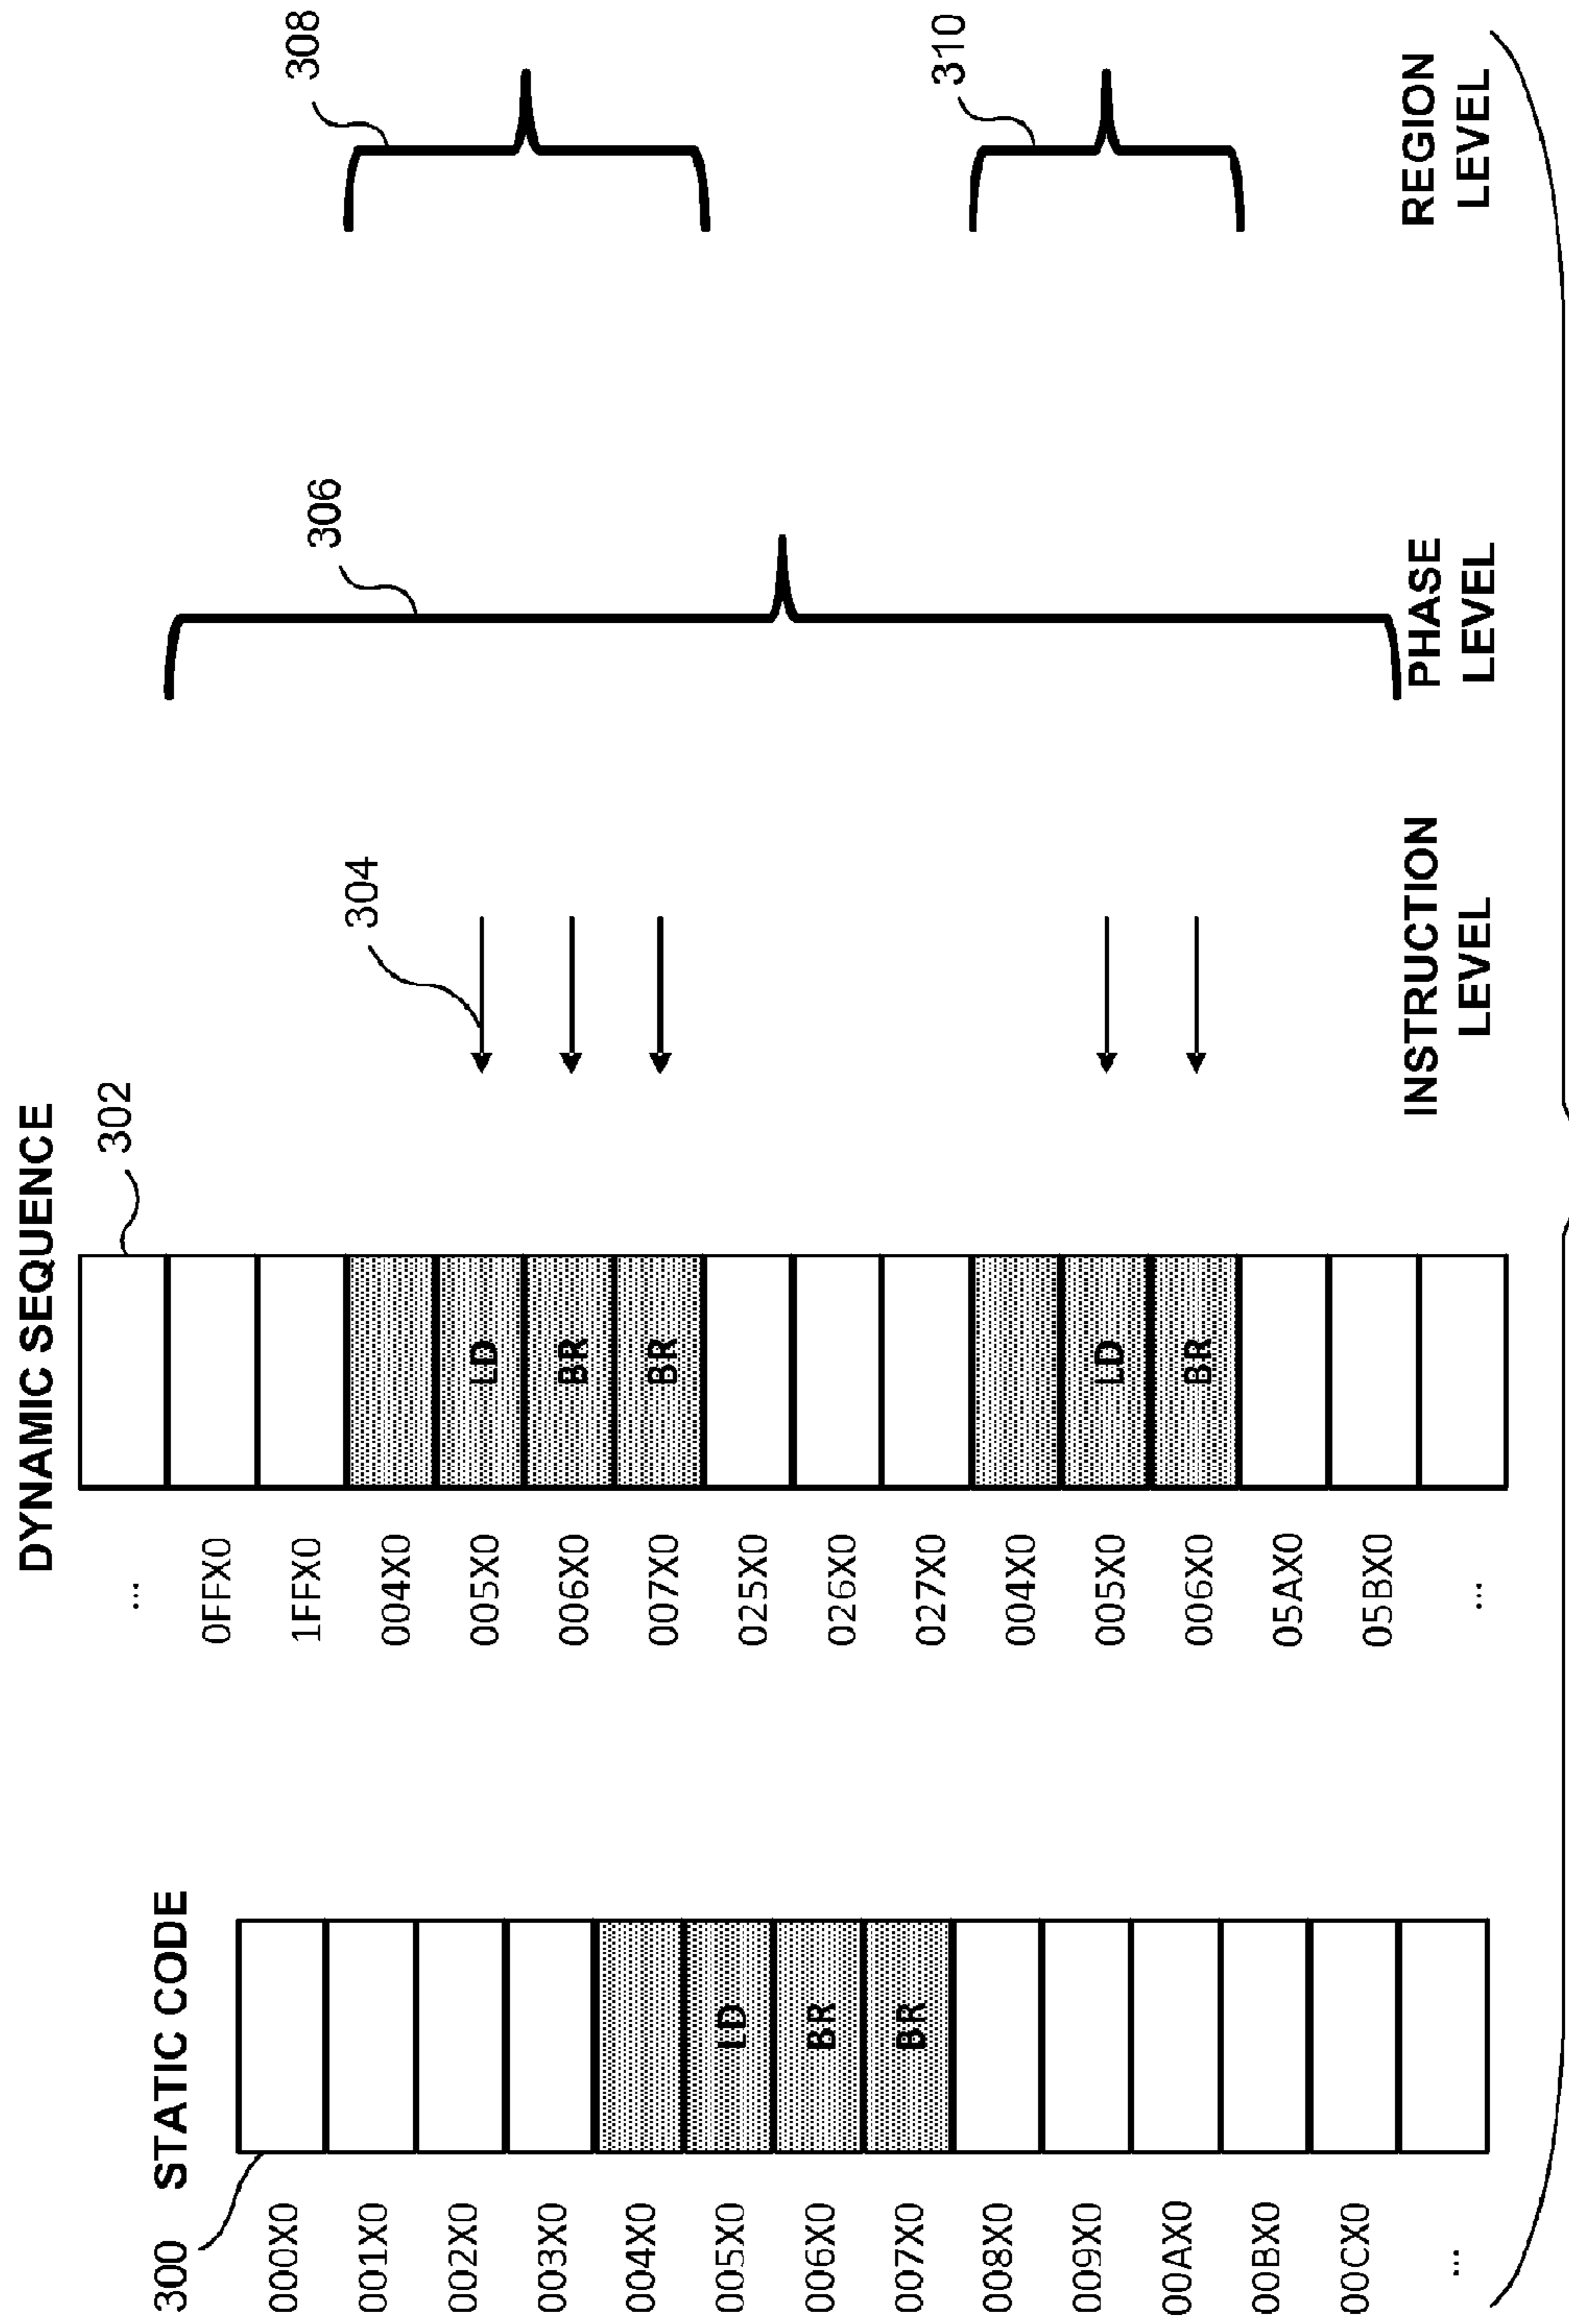 300
STATIC CODE
000X0
001X0
002X0
003X0
004X0
005X0
LD
006X0
BR
007X0
BR
008X0
009X0
00AX0
00BX0
00CX0
...
DYNAMIC SEQUENCE
302
...
0FFX0
1FFX0
004X0
005X0
LD
006X0
BR
007X0
BR
025X0
026X0
027X0
004X0
005X0
LD
006X0
BR
05AX0
05BX0
...
304
INSTRUCTION
LEVEL
306
PHASE
LEVEL
308
310
REGION
LEVEL